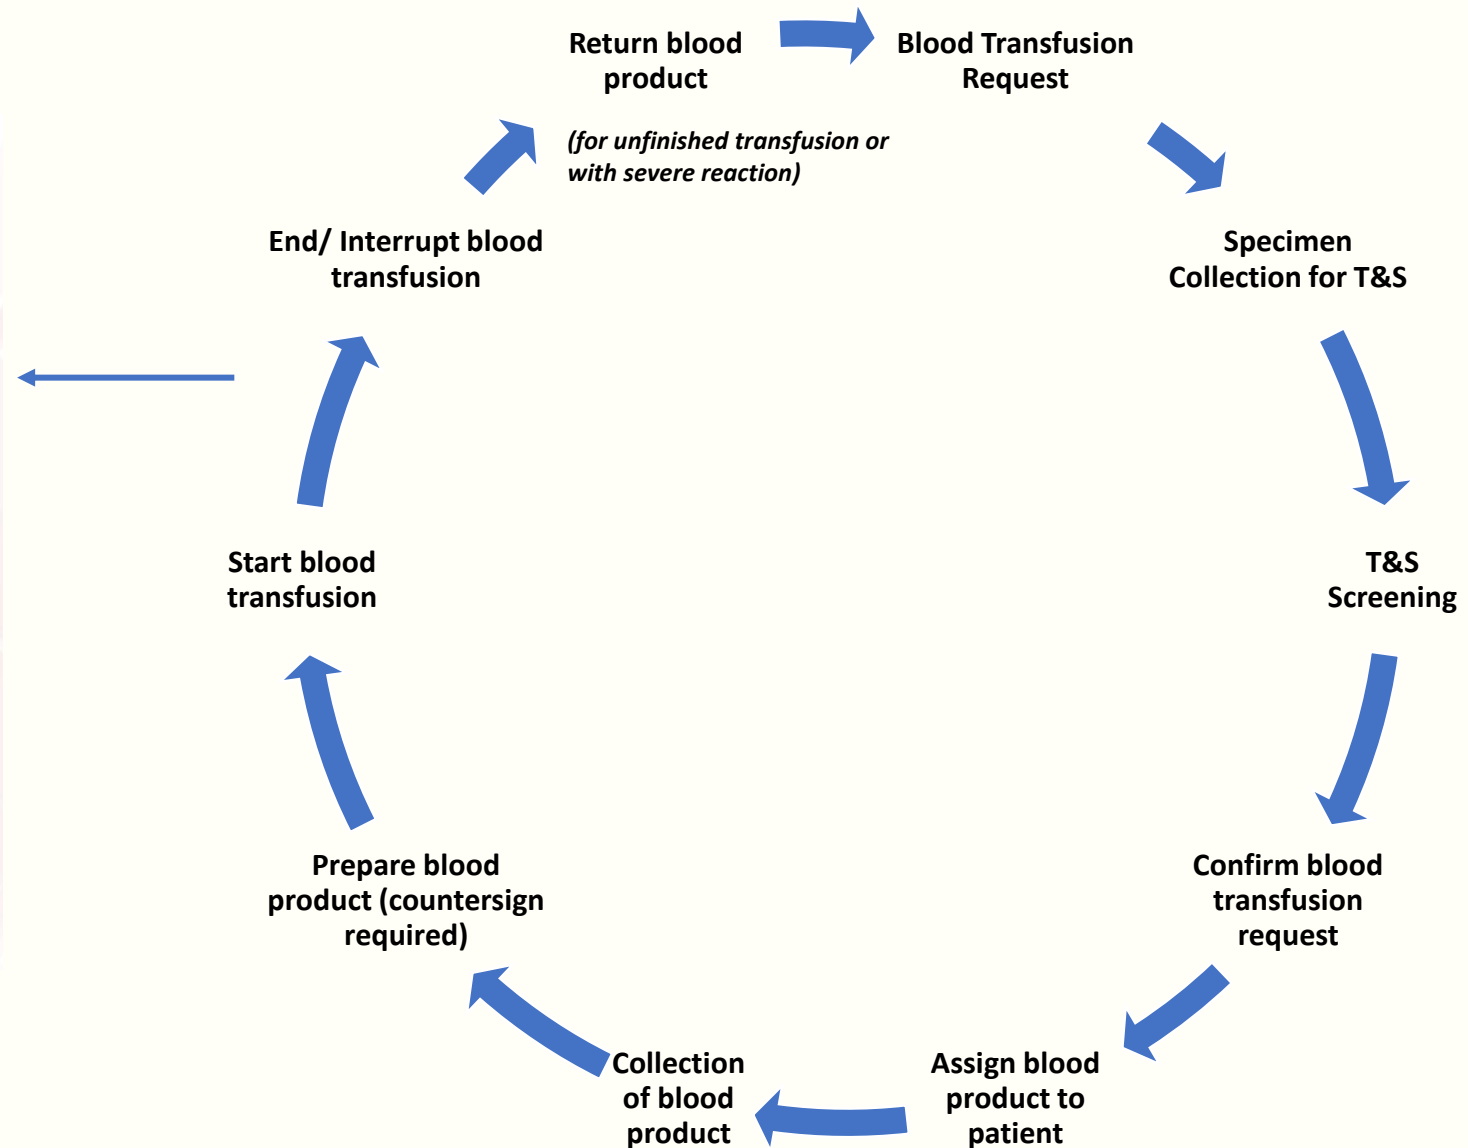 Blood Transfusion
Request
Specimen
Collection for T&S
T&S
Screening
Confirm blood
transfusion
request
Assign blood
product to
patient
Collection
of blood
product
Prepare blood
product (countersign
required)
Start blood
transfusion
End/ Interrupt blood
transfusion
Return blood
product
(for unfinished transfusion or
with severe reaction)